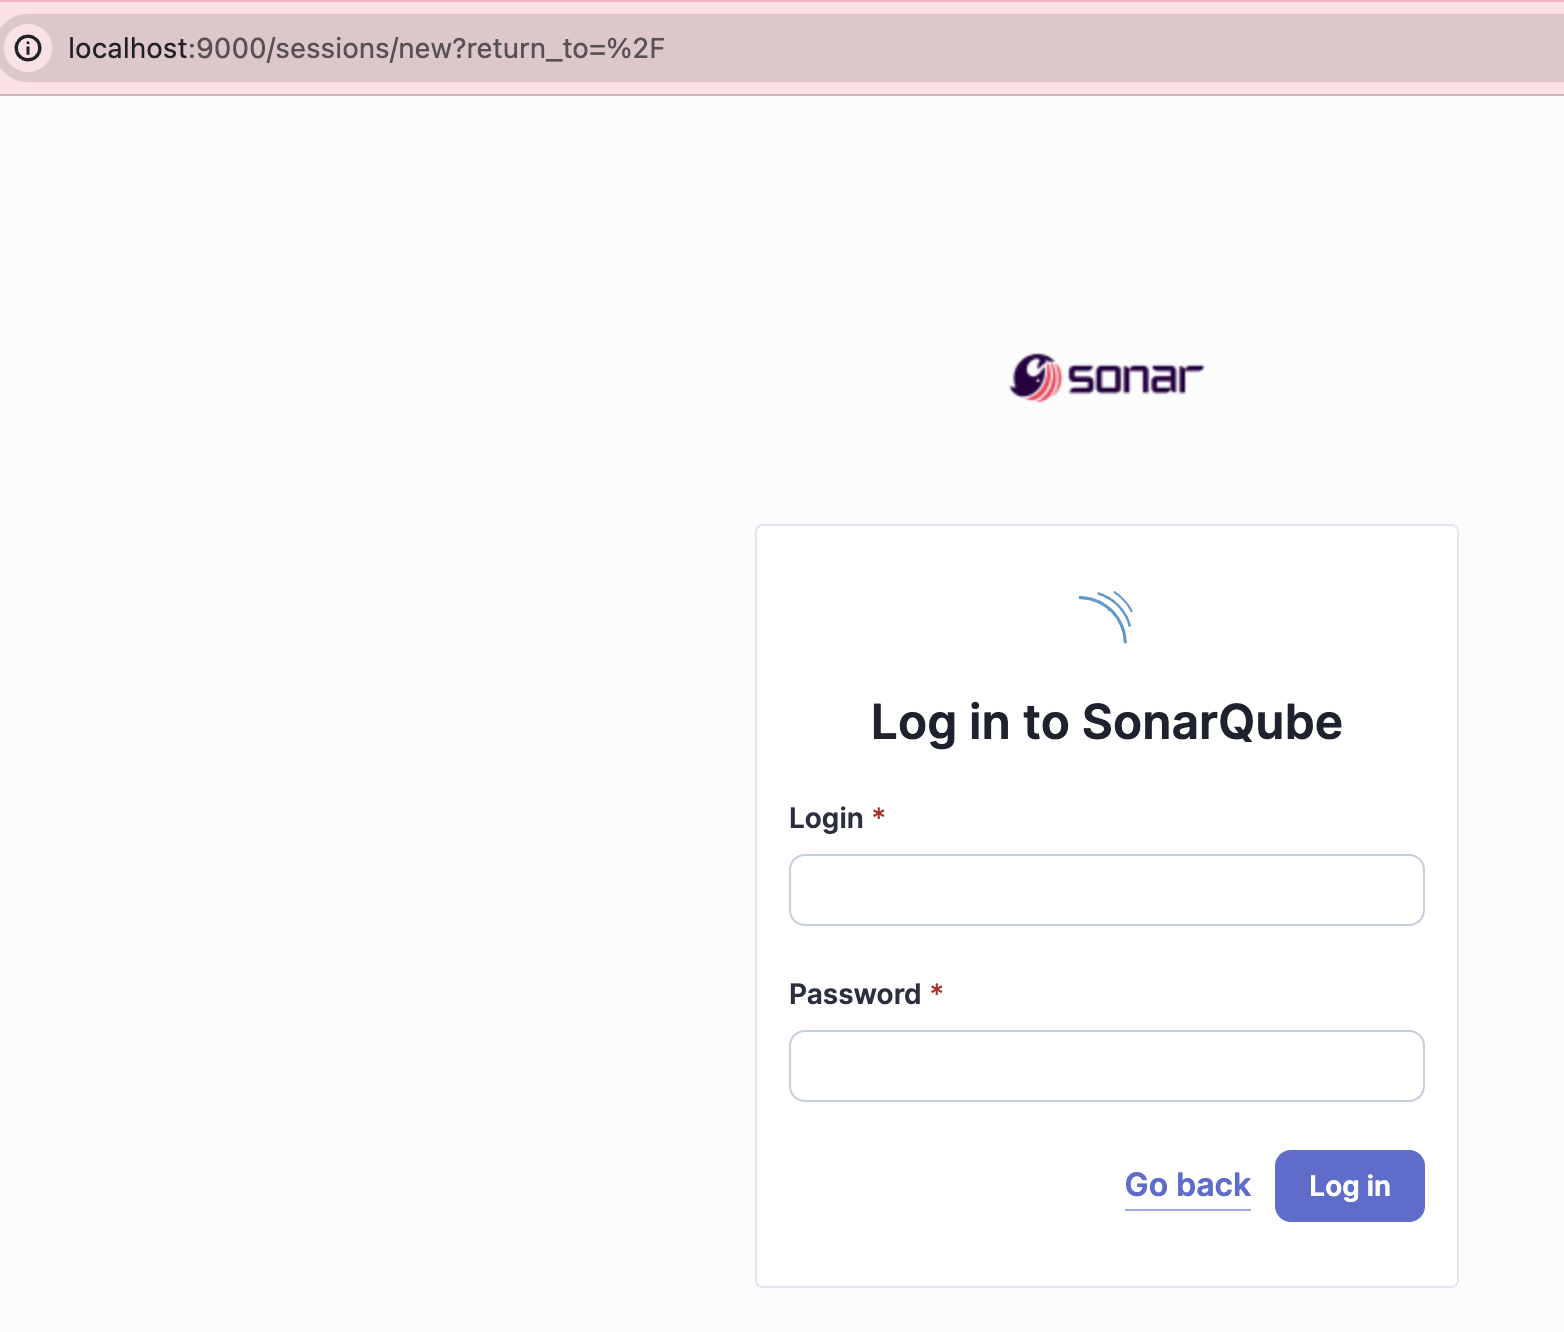 localhost:9000/sessions/new?return_to=%2F
sonar
Log in to SonarQube
Login *
Password *
Go back
Log in